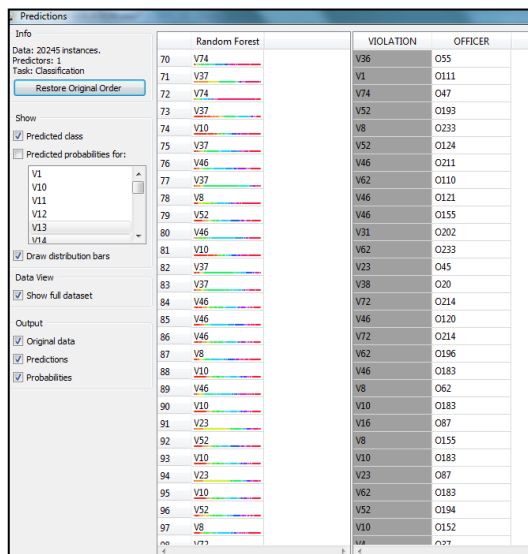 Predictions
Info
Data: 20245 instances.
Predictors: 1
Task: Classification
Restore Original Order
Show
Predicted class
Predicted probabilities for:
V1
V10
V11
V12
V13
V14
Draw distribution bars
Data View
Show full dataset
Output
Original data
Predictions
Probabilities
Random Forest VIOLATION OFFICER
70 V74 V36 O55
71 V37 V1 O111
72 V74 V74 O47
73 V37 V52 O193
74 V10 V8 O233
75 V37 V52 O124
76 V46 V46 O211
77 V37 V62 O110
78 V8 V46 O121
79 V52 V46 O155
80 V46 V31 O202
81 V10 V62 O233
82 V37 V23 O45
83 V37 V38 O20
84 V46 V72 O214
85 V46 V46 O120
86 V46 V72 O214
87 V8 V62 O196
88 V10 V46 O183
89 V46 V8 O62
90 V10 V10 O183
91 V23 V16 O87
92 V52 V8 O155
93 V10 V10 O183
94 V23 V23 O87
95 V10 V62 O183
96 V52 V52 O194
97 V8 V10 O152
98 V72 V4 O37